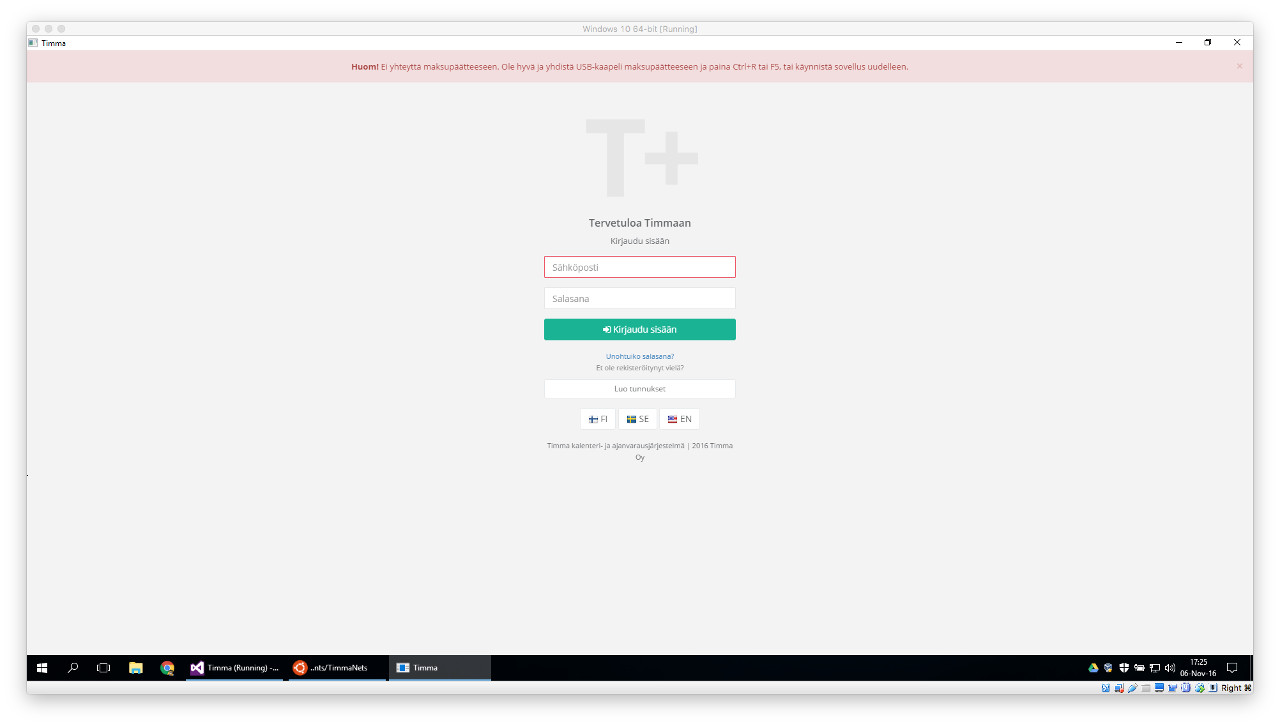 Windows 10 64-bit [Running]
Timma
Huom! Ei yhteyttä maksupäätteeseen. Ole hyvä ja yhdistä USB-kaapeli maksupäätteeseen ja paina Ctrl+R tai F5, tai käynnistä sovellus uudelleen.
×
T+
Tervetuloa Timmaan
Kirjaudu sisään
Sähköposti
Salasana
Kirjaudu sisään
Unohtuiko salasana?
Et ole rekisteröitynyt vielä?
Luo tunnukset
FI SE EN
Timma kalenteri- ja ajanvarausjärjestelmä | 2016 Timma
Oy
Timma (Running) -...
..nts/TimmaNets
Timma
17:25
06-Nov-16
Right ⌘